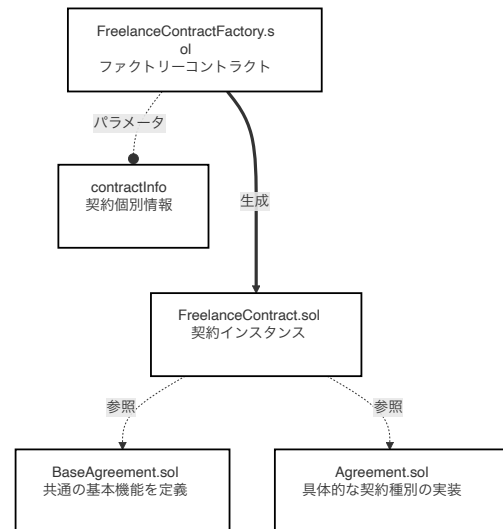 FreelanceContractFactory.s
ol
ファクトリーコントラクト
パラメータ
contractInfo
契約個別情報
生成
FreelanceContract.sol
契約インスタンス
参照
参照
BaseAgreement.sol
共通の基本機能を定義
Agreement.sol
具体的な契約種別の実装